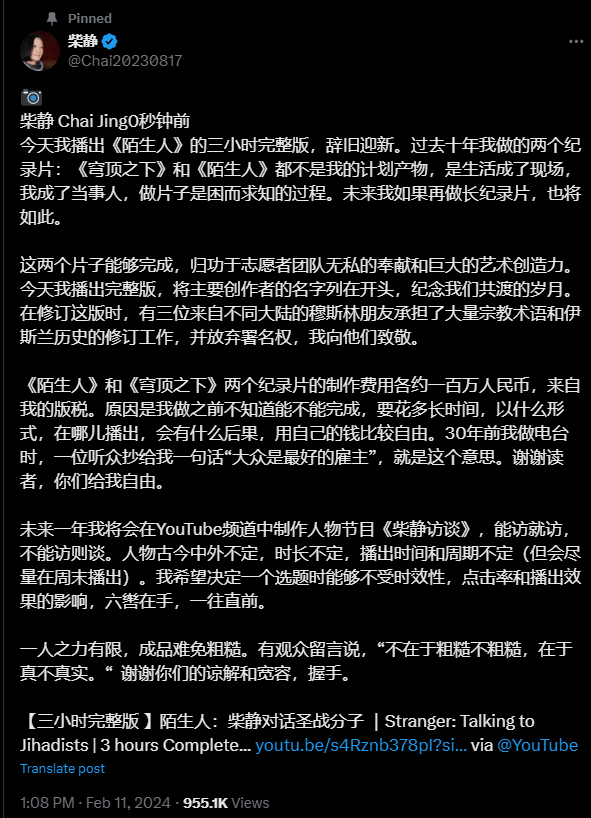 Pinned
柴静
@Chai20230817
柴静 Chai Jing0秒钟前
今天我播出《陌生人》的三小时完整版，辞旧迎新。过去十年我做的两个纪
录片：《穹顶之下》和《陌生人》都不是我的计划产物，是生活成了现场，
我成了当事人，做片子是困而求知的过程。未来我如果再做长纪录片，也将
如此。
这两个片子能够完成，归功于志愿者团队无私的奉献和巨大的艺术创造力。
今天我播出完整版，将主要创作者的名字列在开头，纪念我们共渡的岁月。
在修订这版时，有三位来自不同大陆的穆斯林朋友承担了大量宗教术语和伊
斯兰历史的修订工作，并放弃署名权，我向他们致敬。
《陌生人》和《穹顶之下》两个纪录片的制作费用各约一百万人民币，来自
我的版税。原因是我做之前不知道能不能完成，要花多长时间，以什么形
式，在哪儿播出，会有什么后果，用自己的钱比较自由。30年前我做电台
时，一位听众抄给我一句话“大众是最好的雇主”，就是这个意思。谢谢读
者，你们给我自由。
未来一年我将会在YouTube频道中制作人物节目《柴静访谈》，能访就访，
不能访则谈。人物古今中外不定，时长不定，播出时间和周期不定（但会尽
量在周末播出）。我希望决定一个选题时能够不受时效性，点击率和播出效
果的影响，六辔在手，一往直前。
一人之力有限，成品难免粗糙。有观众留言说，“不在于粗糙不粗糙，在于
真不真实。“ 谢谢你们的谅解和宽容，握手。
【三小时完整版 】陌生人：柴静对话圣战分子 ｜Stranger: Talking to
Jihadists | 3 hours Complete... youtu.be/s4Rznb378pI?si... via @YouTube
Translate post
1:08 PM · Feb 11, 2024 · 955.1K Views